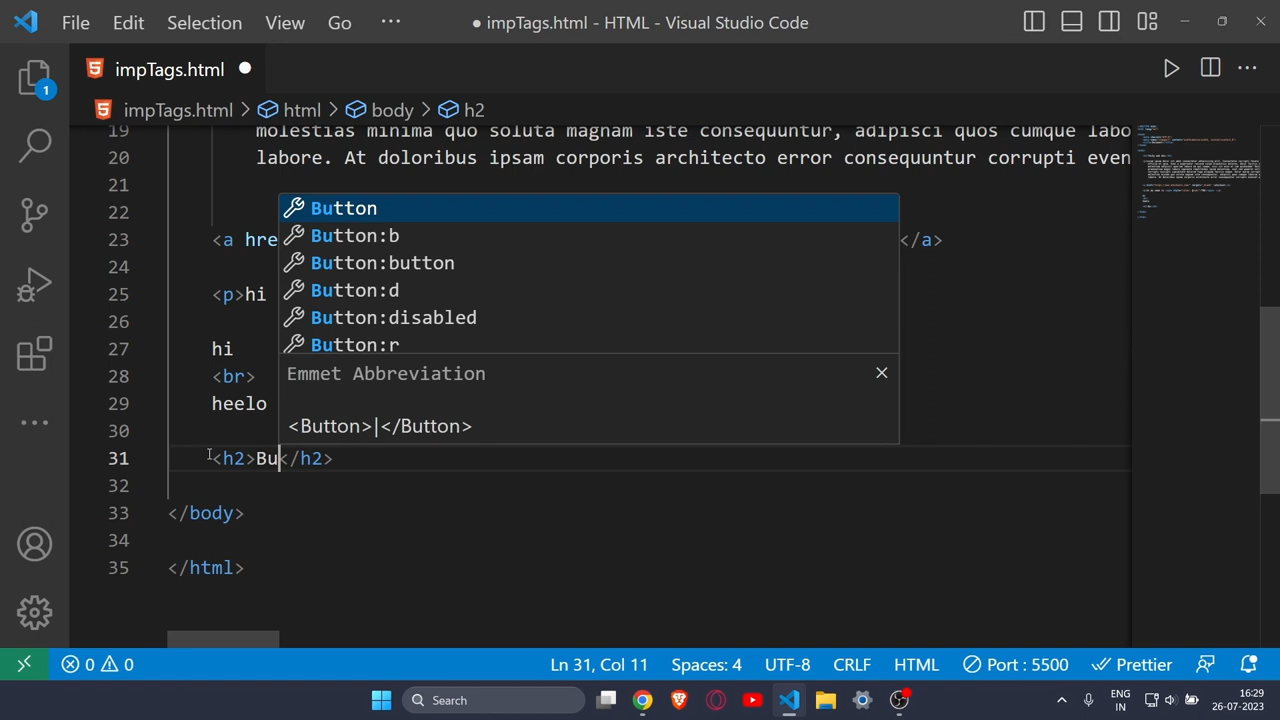 File Edit Selection View Go ··· ● impTags.html - HTML - Visual Studio Code
impTags.html ●
impTags.html > html > body > h2
19 molestias minima quo soluta magnam iste consequuntur, adipisci quos cumque labo
20 labore. At doloribus ipsam corporis architecto error consequuntur corrupti even
21
22
23 <a hre </a>
24
25 <p>hi
26
27 hi
28 <br>
29 heelo
30
31 <h2>Bu</h2>
32
33 </body>
34
35 </html>
Button
Button:b
Button:button
Button:d
Button:disabled
Button:r
Emmet Abbreviation
<Button>|</Button>
1
0 0 Ln 31, Col 11 Spaces: 4 UTF-8 CRLF HTML Port : 5500 Prettier
Search ENG IN 16:29 26-07-2023